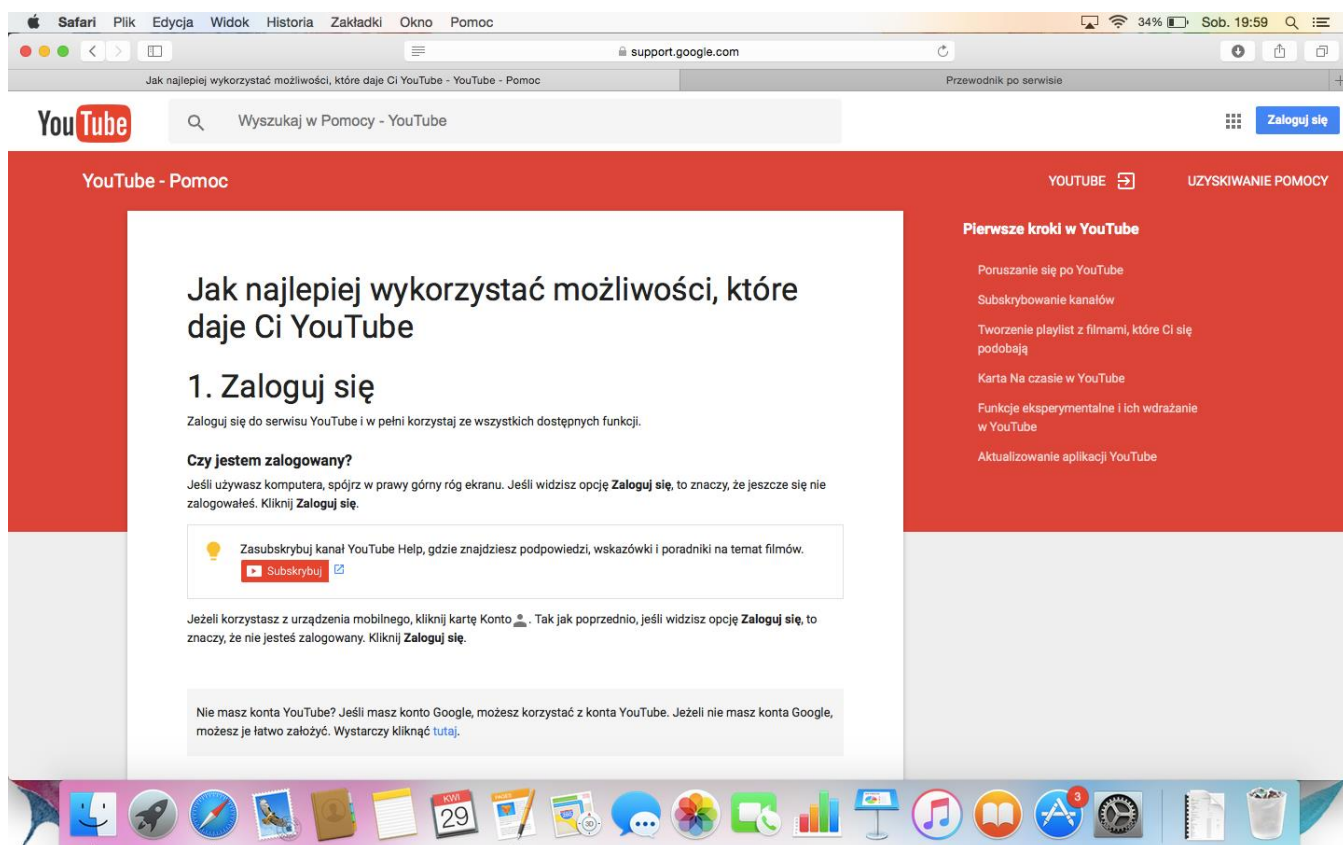 Safari Plik Edycja Widok Historia Zakładki Okno Pomoc 34% Sob. 19:59
support.google.com
Jak najlepiej wykorzystać możliwości, które daje Ci YouTube - YouTube - Pomoc Przewodnik po serwisie
YouTube Wyszukaj w Pomocy - YouTube Zaloguj się
YouTube - Pomoc YOUTUBE UZYSKIWANIE POMOCY
Jak najlepiej wykorzystać możliwości, które
daje Ci YouTube
1. Zaloguj się
Zaloguj się do serwisu YouTube i w pełni korzystaj ze wszystkich dostępnych funkcji.
Czy jestem zalogowany?
Jeśli używasz komputera, spójrz w prawy górny róg ekranu. Jeśli widzisz opcję Zaloguj się, to znaczy, że jeszcze się nie
zalogowałeś. Kliknij Zaloguj się.
Zasubskrybuj kanał YouTube Help, gdzie znajdziesz podpowiedzi, wskazówki i poradniki na temat filmów.
Subskrybuj
Jeżeli korzystasz z urządzenia mobilnego, kliknij kartę Konto . Tak jak poprzednio, jeśli widzisz opcję Zaloguj się, to
znaczy, że nie jesteś zalogowany. Kliknij Zaloguj się.
Nie masz konta YouTube? Jeśli masz konto Google, możesz korzystać z konta YouTube. Jeżeli nie masz konta Google,
możesz je łatwo założyć. Wystarczy kliknąć tutaj.
Pierwsze kroki w YouTube
Poruszanie się po YouTube
Subskrybowanie kanałów
Tworzenie playlist z filmami, które Ci się
podobają
Karta Na czasie w YouTube
Funkcje eksperymentalne i ich wdrażanie
w YouTube
Aktualizowanie aplikacji YouTube
KWI
29
PAGES
3D
3